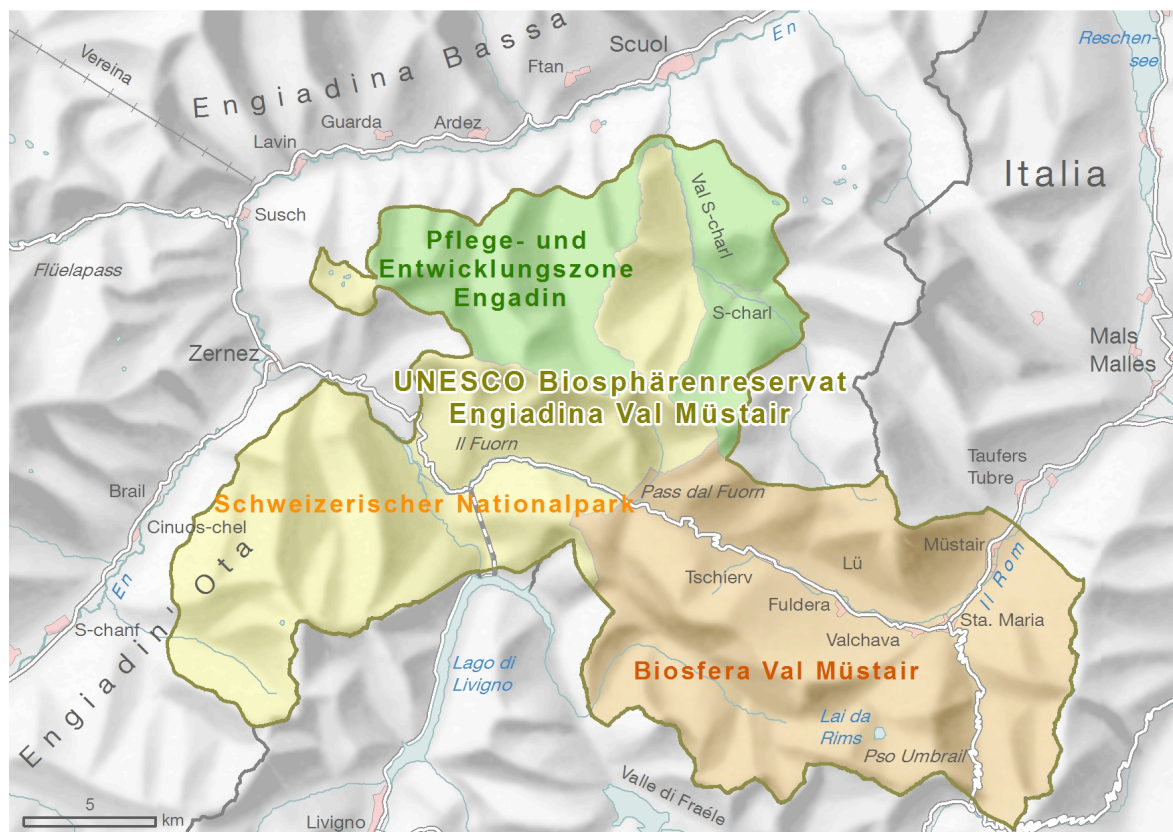 Engiadina Bassa
Scuol
En
Ftan
Reschen-
see
Vereina
Guarda
Ardez
Lavin
Italia
Val S-charl
Susch
Pflege- und
Entwicklungszone
Engadin
Flüelapass
S-charl
Mals
Malles
Zernez
UNESCO Biosphärenreservat
Engiadina Val Müstair
Il Fuorn
Taufers
Tubre
Brail
Pass dal Fuorn
Schweizerischer Nationalpark
Cinuos-chel
Müstair
Lü
Tschierv
Il Rom
En
Fuldera
Sta. Maria
S-chanf
Valchava
Engiadin' Ota
Lago di
Livigno
Biosfera Val Müstair
Lai da
Rims
Pso Umbrail
Valle di Fraéle
5
km
Livigno